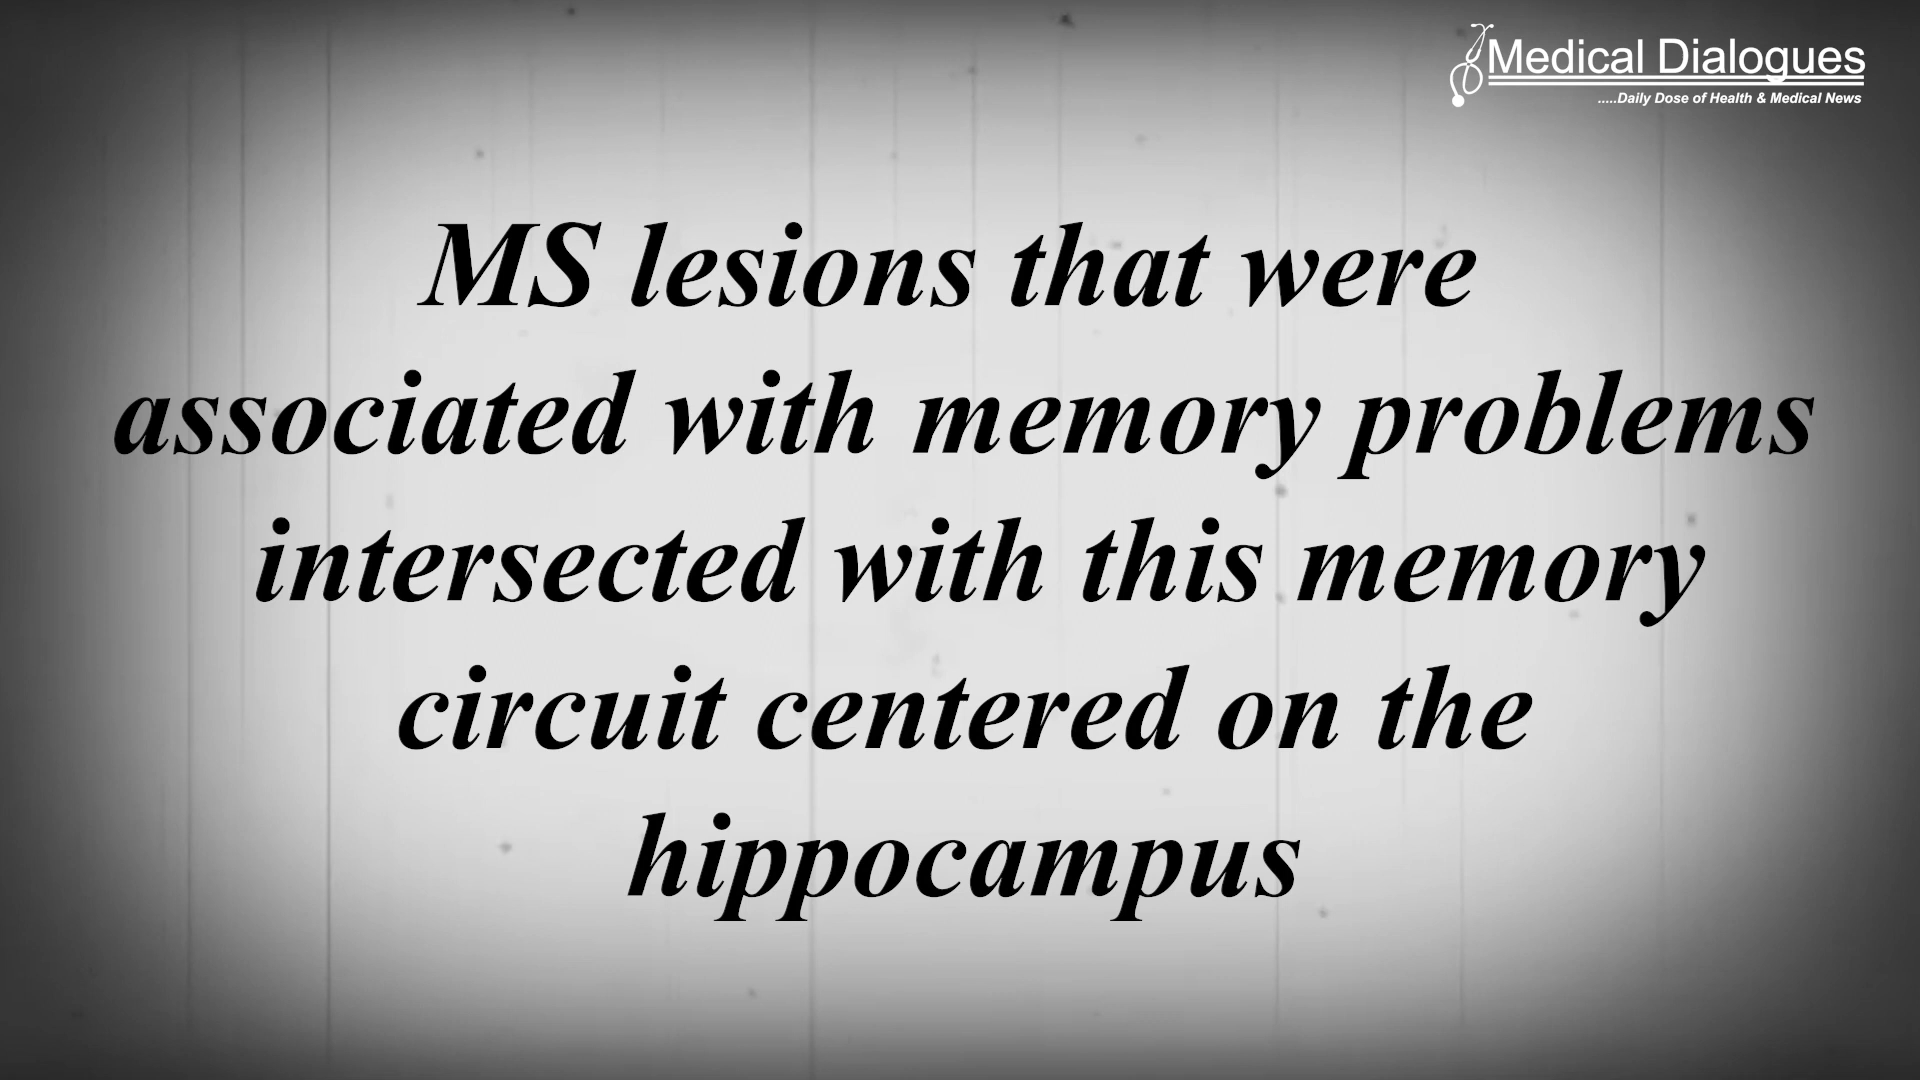 Medical Dialogues
.....Daily Dose of Health & Medical News
MS lesions that were
associated with memory problems
intersected with this memory
circuit centered on the
hippocampus